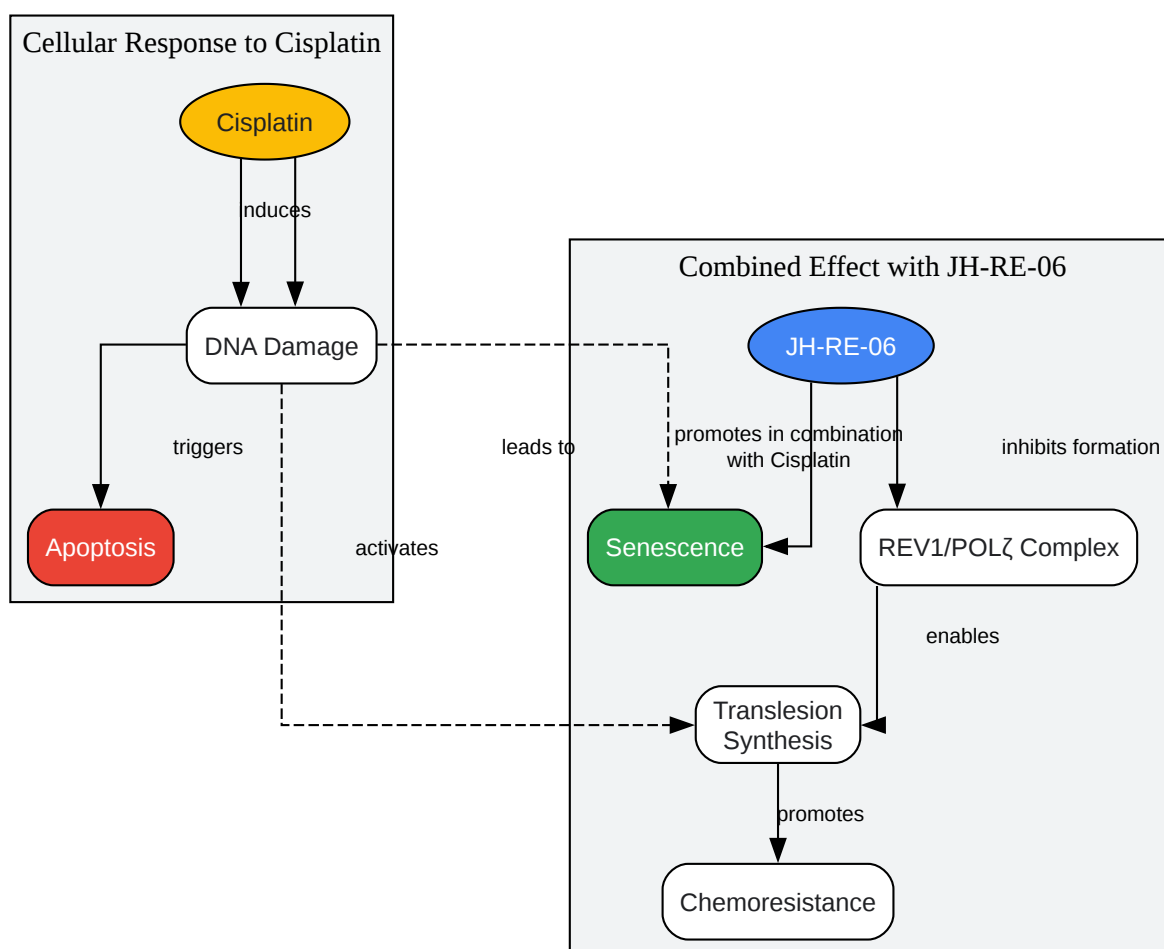 Cellular Response to Cisplatin
Cisplatin
induces
Combined Effect with JH-RE-06
DNA Damage
JH-RE-06
triggers
leads to
promotes in combination
with Cisplatin
inhibits formation
Apoptosis
activates
Senescence
REV1/POLζ Complex
enables
Translesion
Synthesis
promotes
Chemoresistance